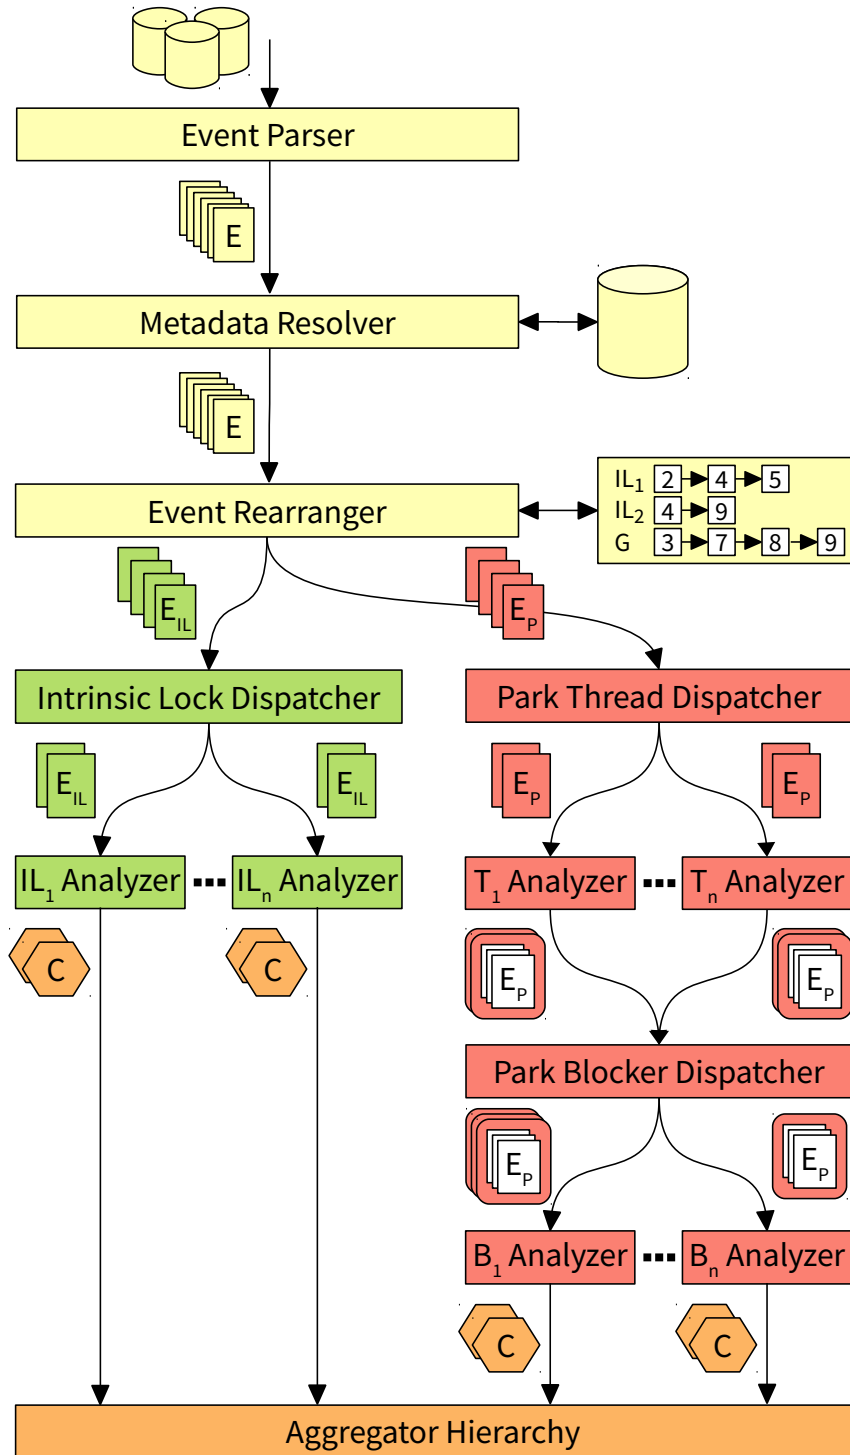 Event Parser
E
Metadata Resolver
E
IL1 2 4 5
IL2 4 9
G 3 7 8 9
Event Rearranger
EIL EP
Intrinsic Lock Dispatcher Park Thread Dispatcher
EIL EIL EP EP
IL1 Analyzer ILn Analyzer T1 Analyzer Tn Analyzer
C C EP EP
Park Blocker Dispatcher
EP EP
B1 Analyzer Bn Analyzer
C C
Aggregator Hierarchy